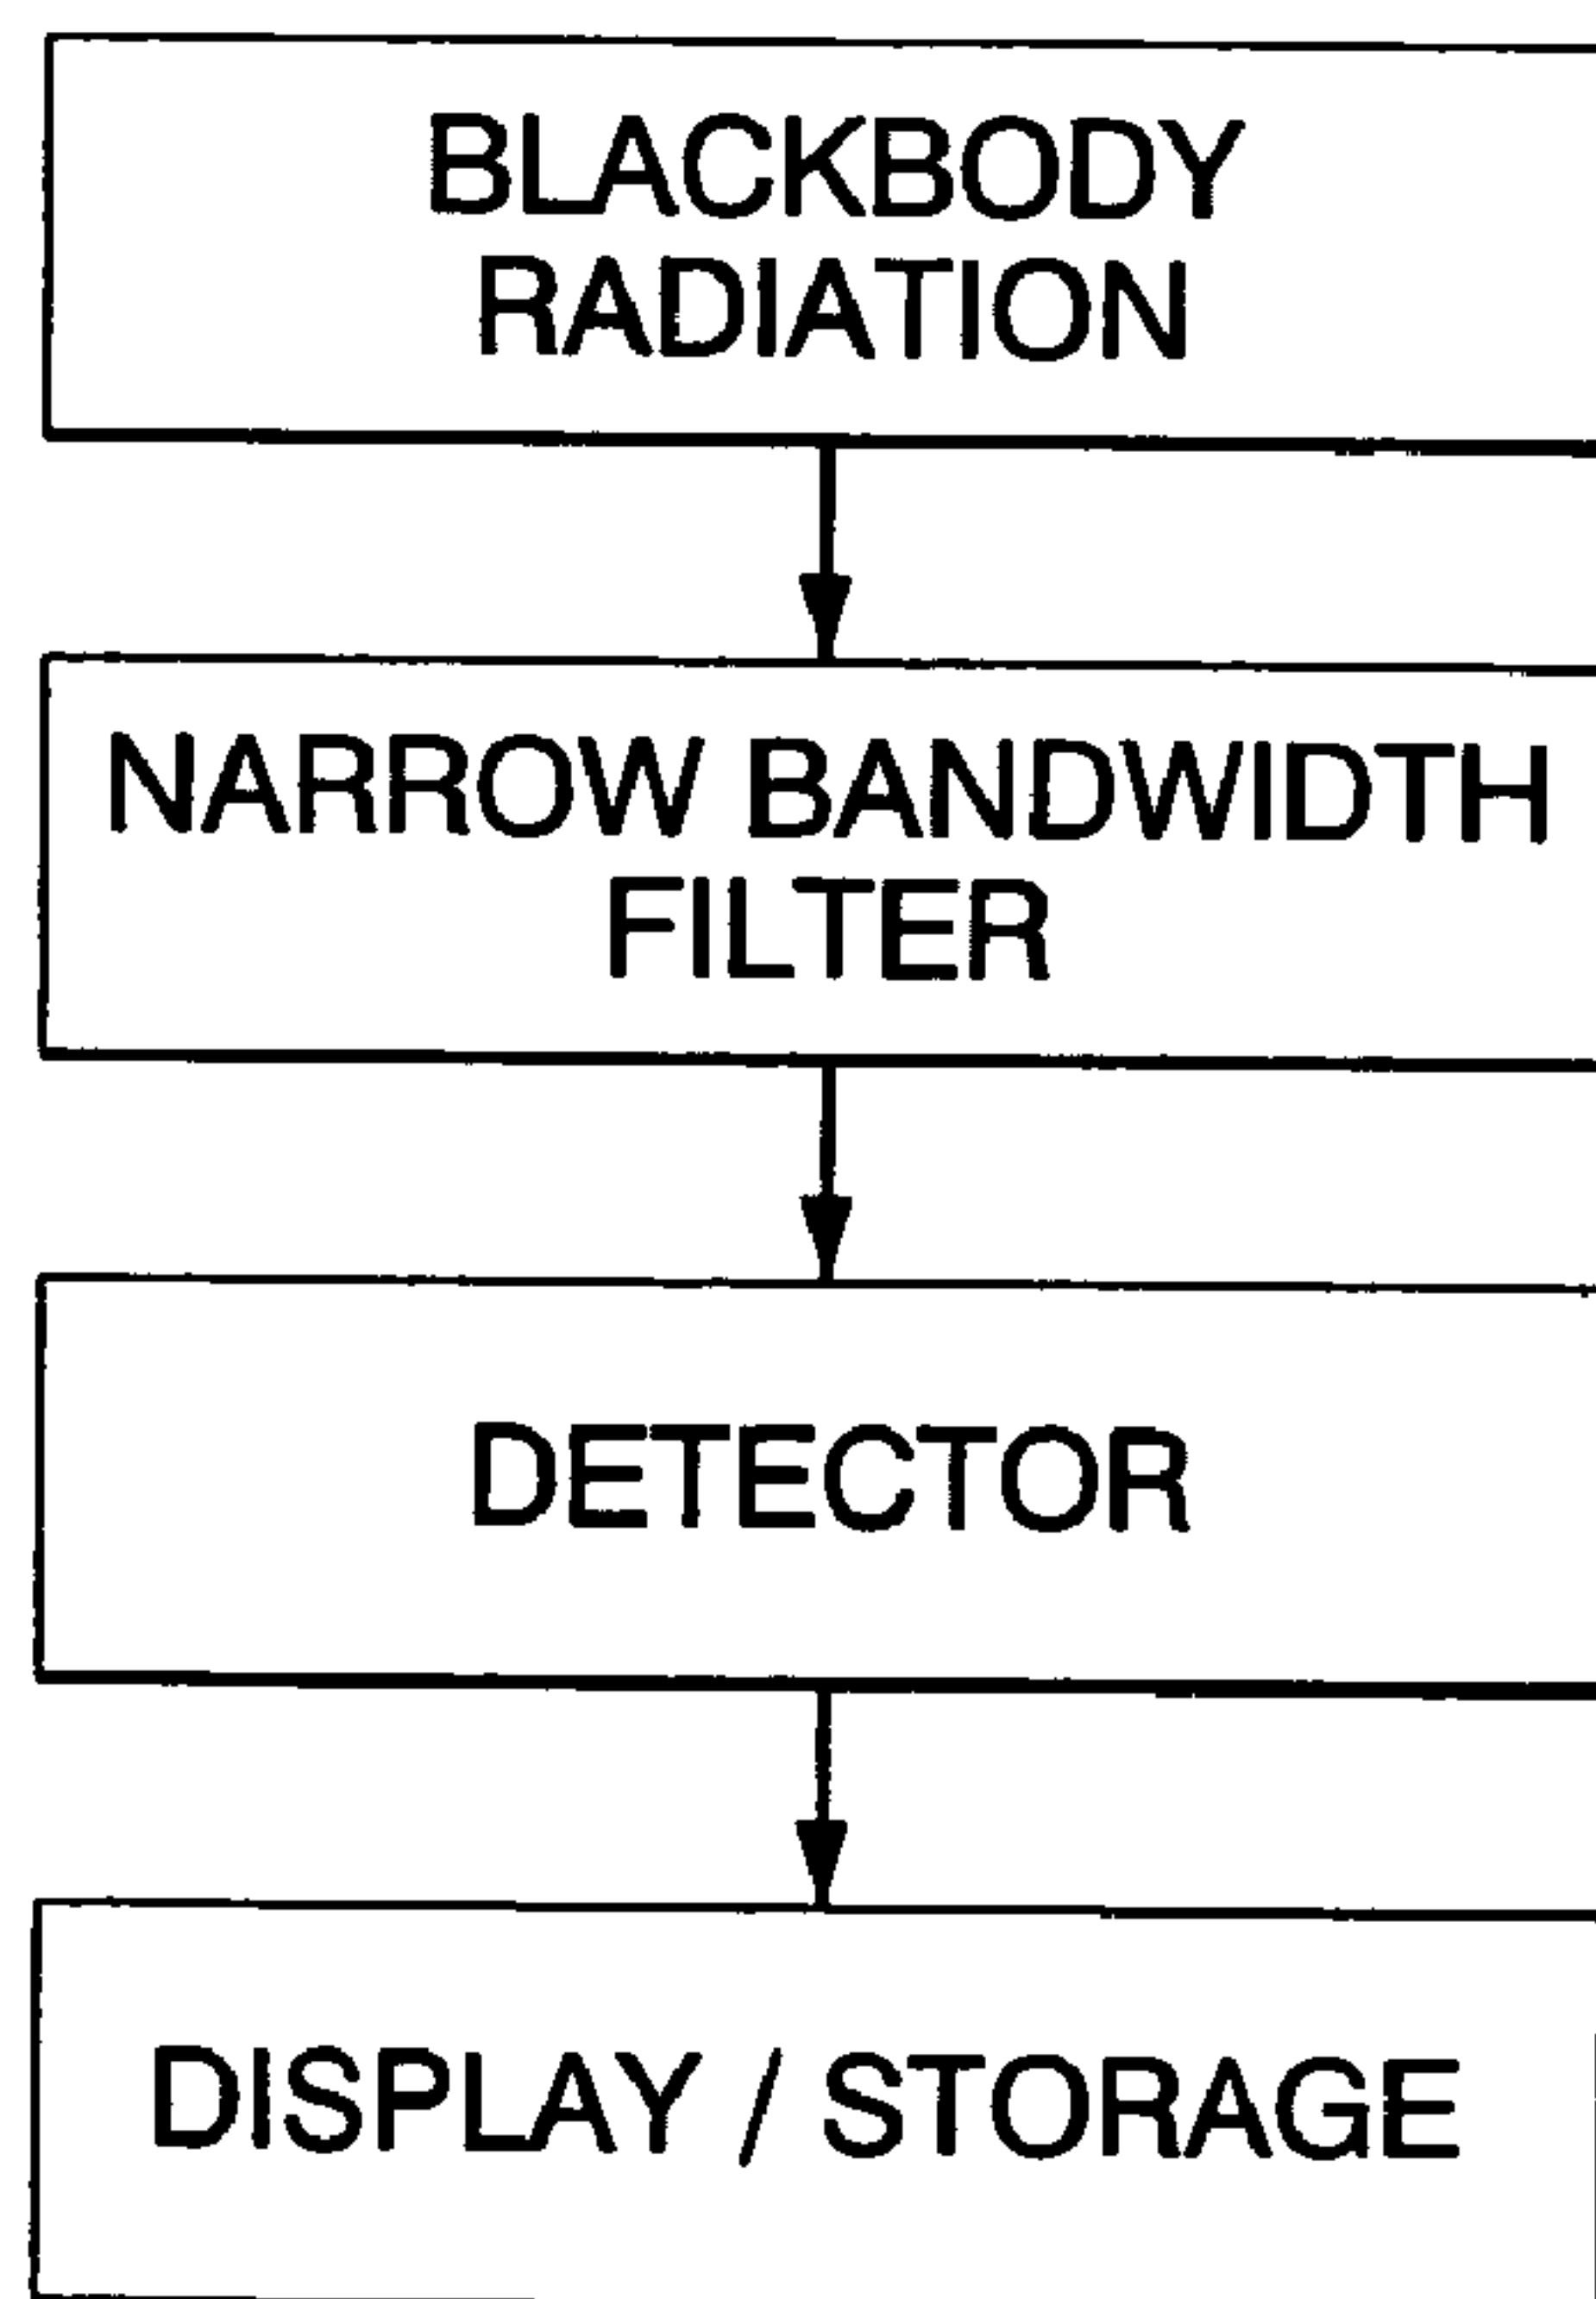 BLACKBODY
RADIATION
NARROW BANDWIDTH
FILTER
DETECTOR
DISPLAY / STORAGE